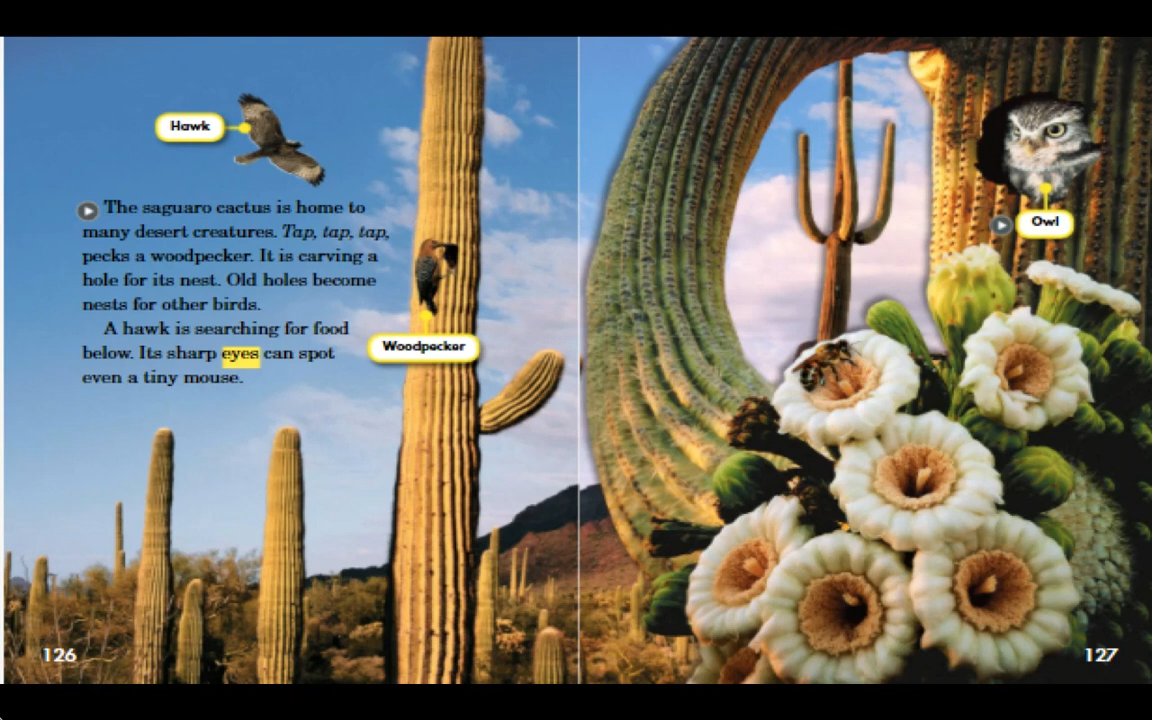 Hawk
The saguaro cactus is home to
many desert creatures. Tap, tap, tap,
pecks a woodpecker. It is carving a
hole for its nest. Old holes become
nests for other birds.
A hawk is searching for food
below. Its sharp eyes can spot
even a tiny mouse.
Woodpecker
126
Owl
127